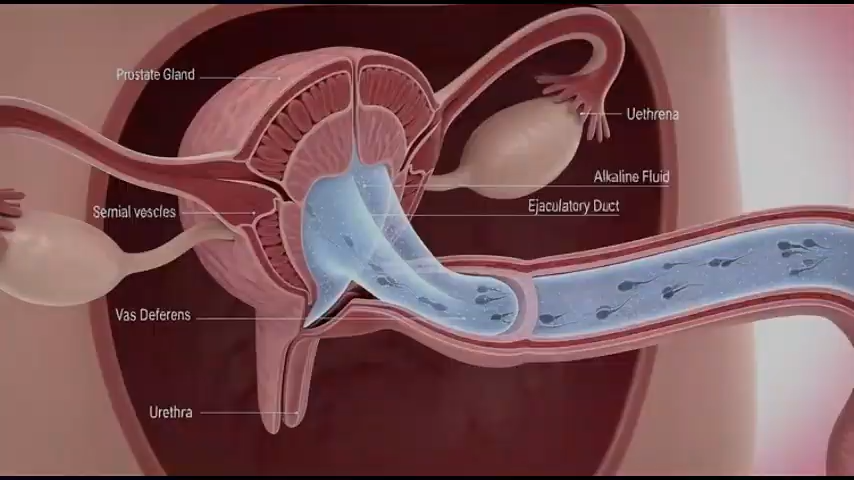 Prostate Gland
Uethrena
Alkaline Fluid
Ejaculatory Duct
Semial vescles
Vas Deferens
Urethra